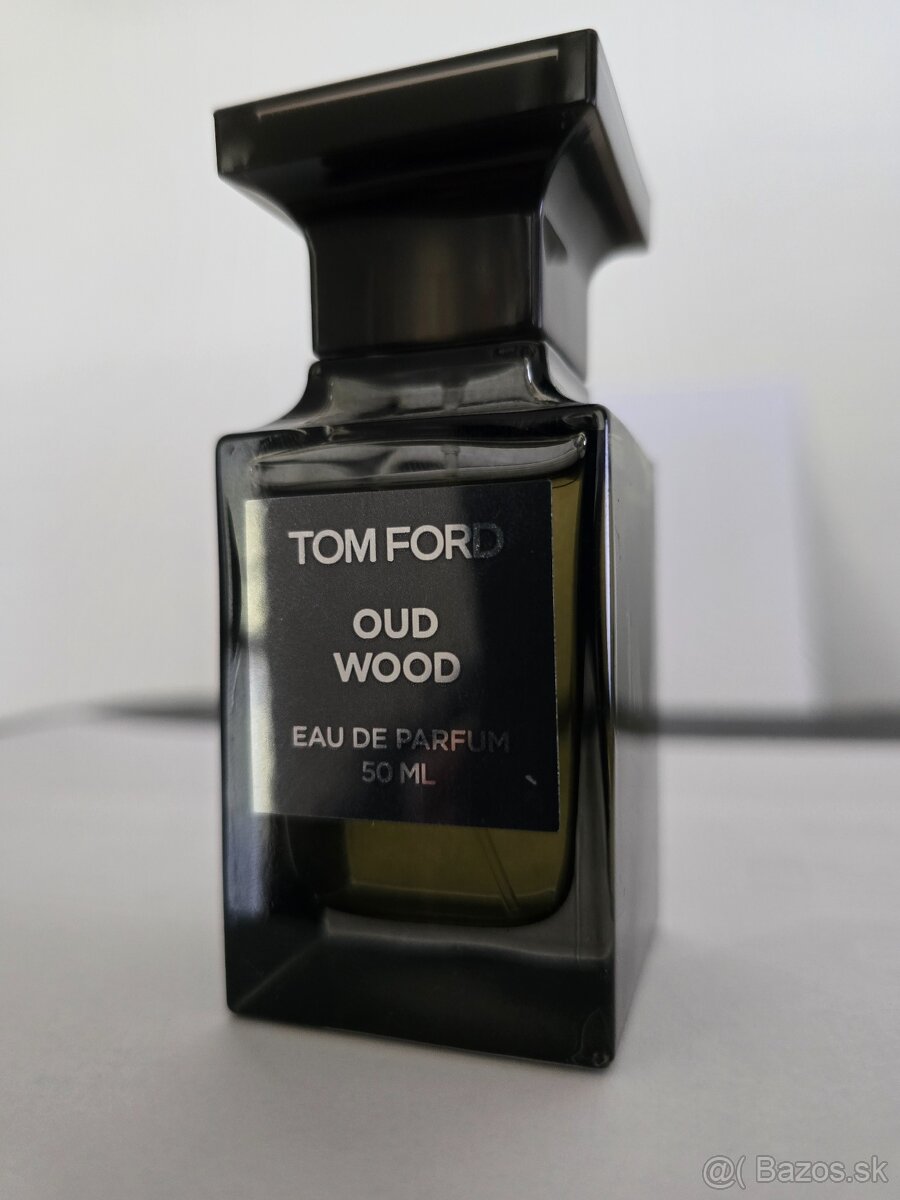 TOM FORD
OUD
WOOD
EAU DE PARFUM
50 ML
@( Bazos.sk